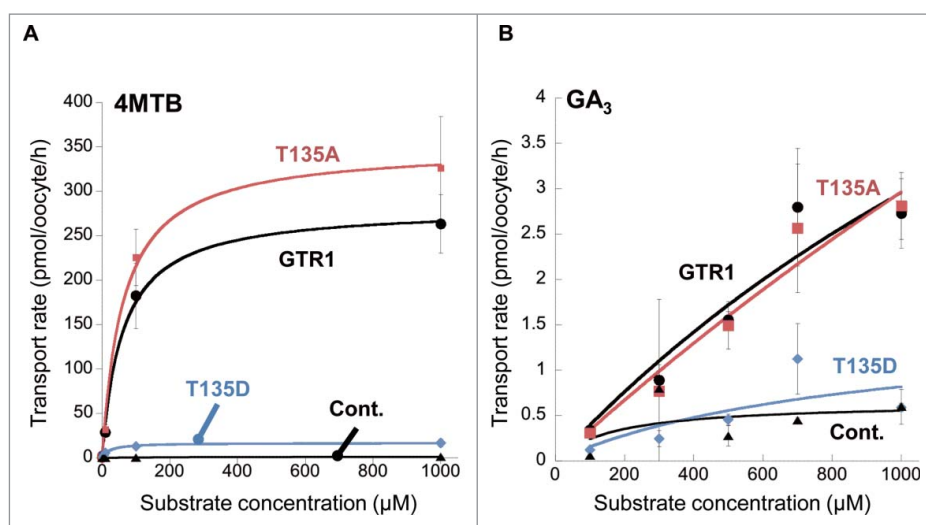 A
4MTB
Transport rate (pmol/oocyte/h)
400
350
300
250
200
150
100
50
0
T135A
GTR1
T135D
Cont.
0 200 400 600 800 1000
Substrate concentration (µM)
B
GA3
Transport rate (pmol/oocyte/h)
4
3.5
3
2.5
2
1.5
1
0.5
0
T135A
GTR1
T135D
Cont.
0 200 400 600 800 1000
Substrate concentration (µM)